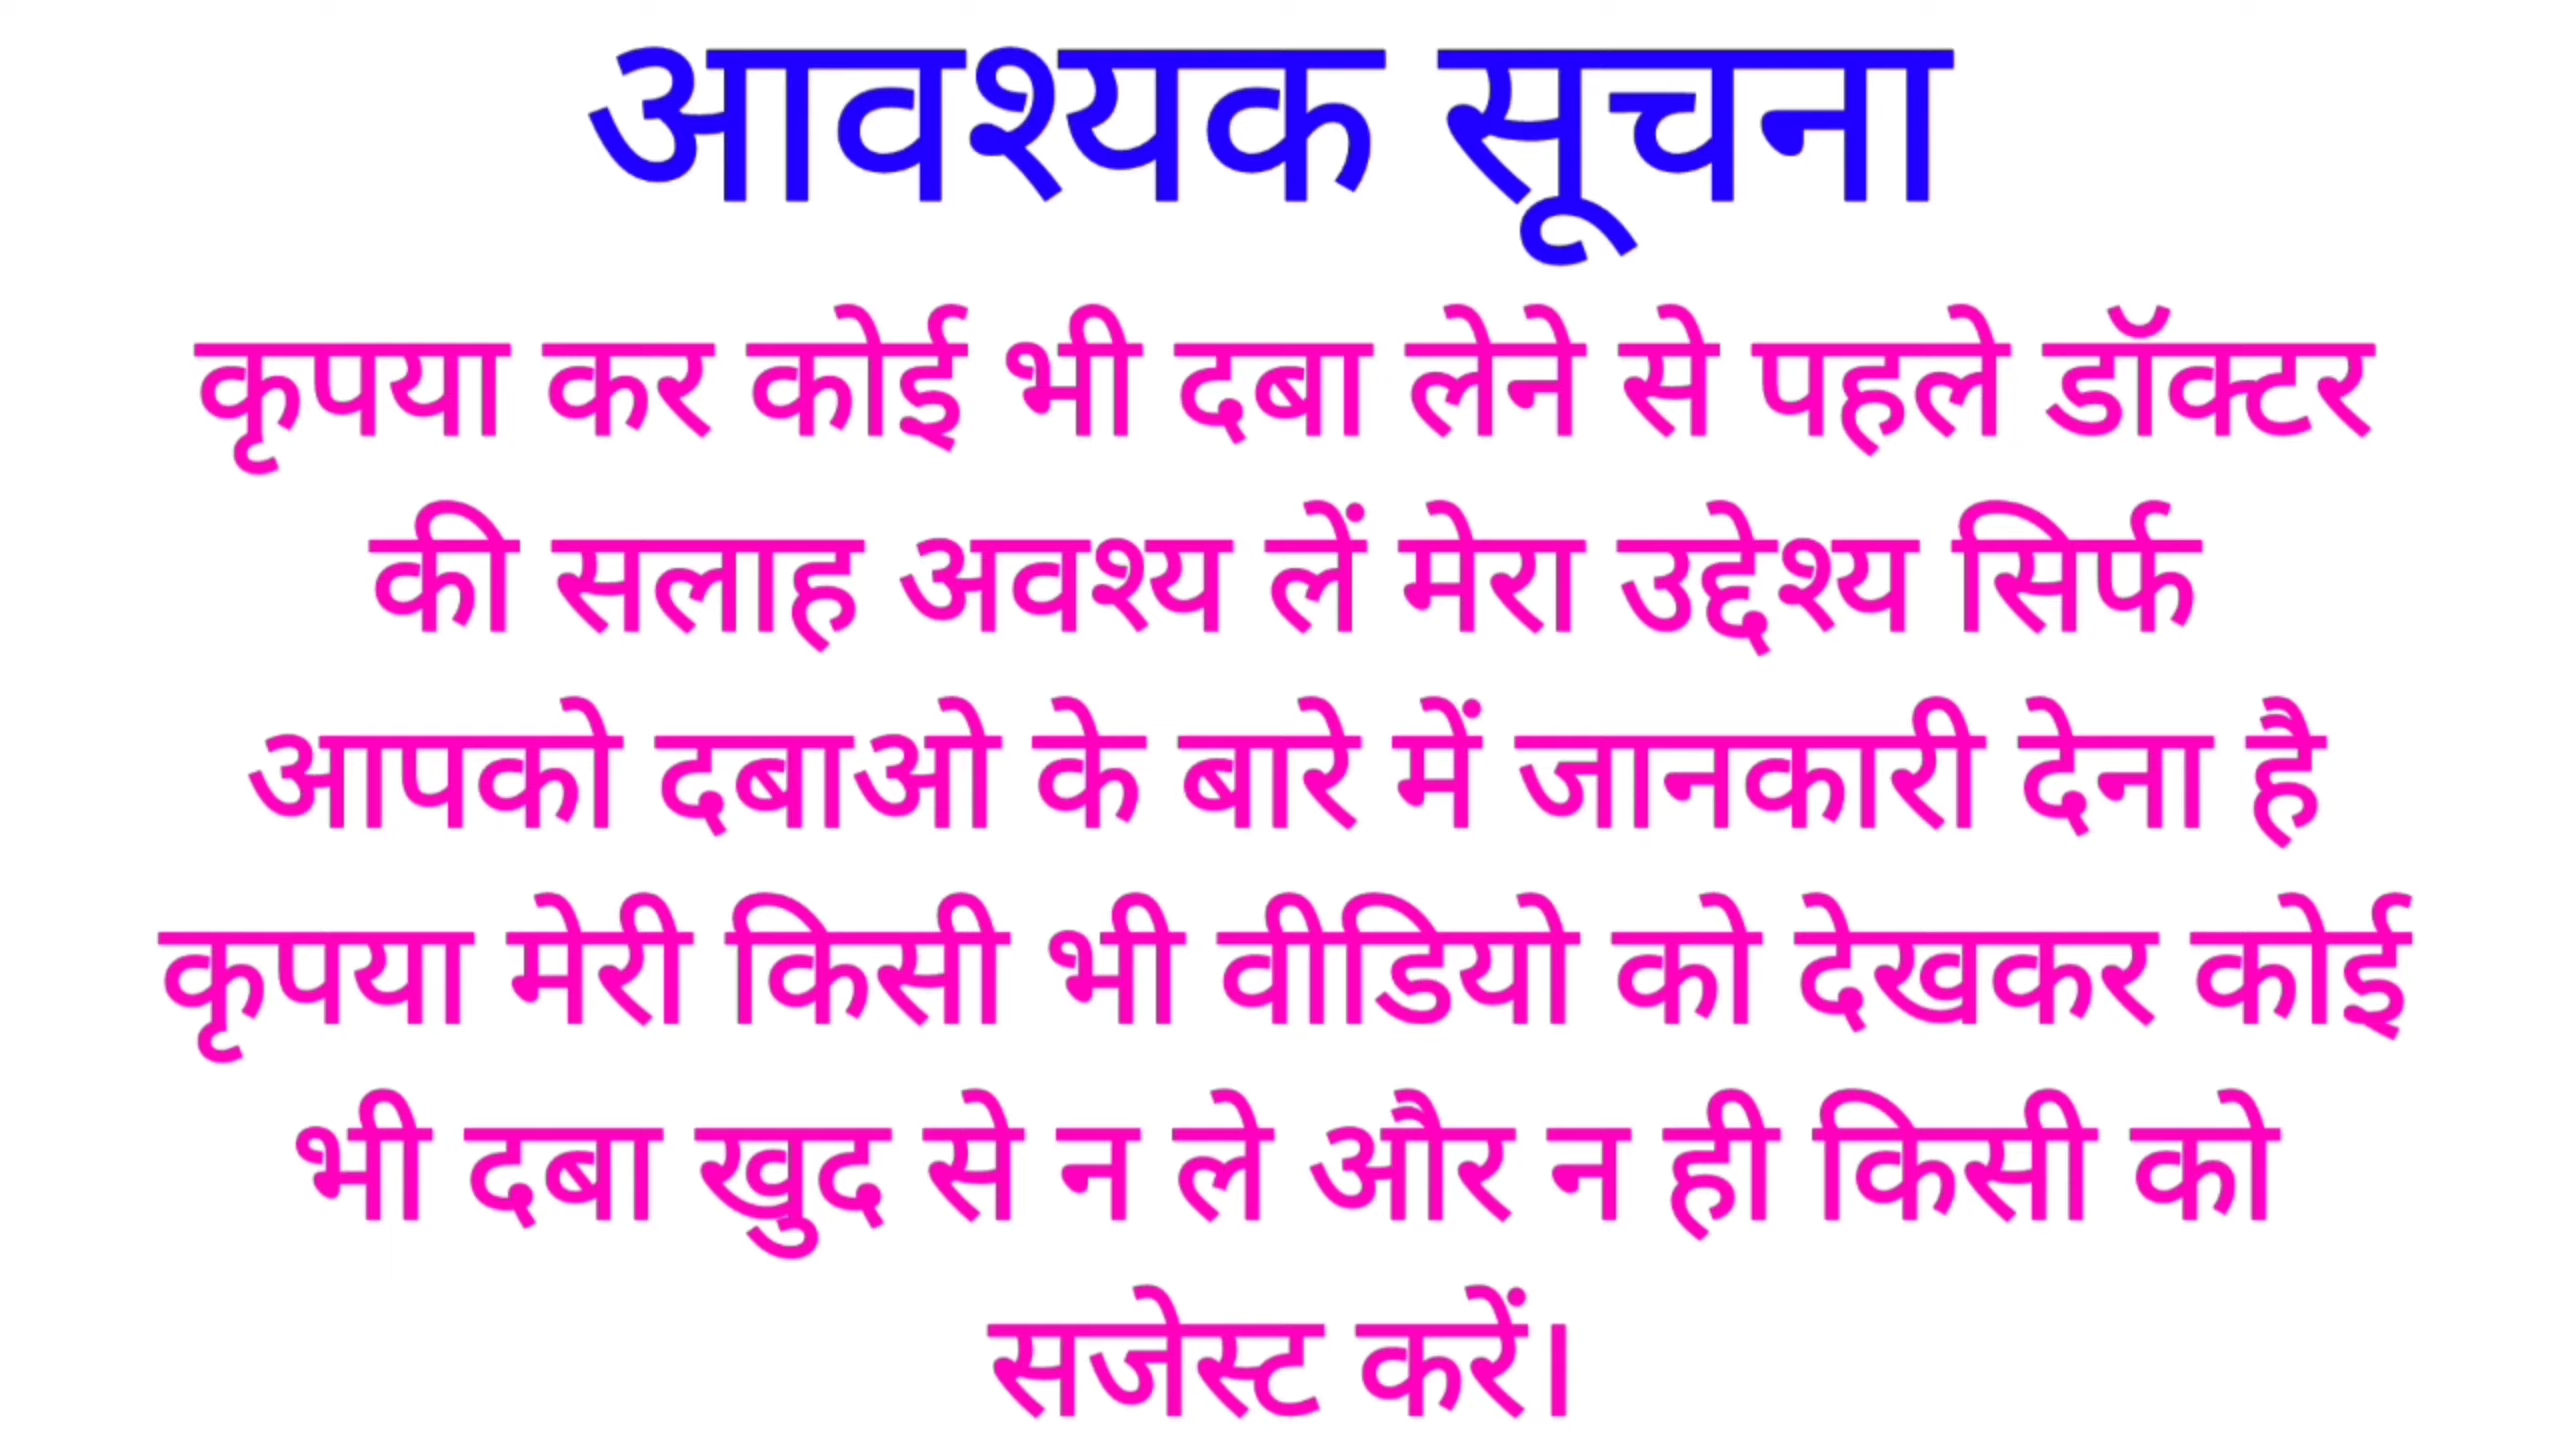 आवश्यक सूचना
कृपया कर कोई भी दबा लेने से पहले डॉक्टर
की सलाह अवश्य लें मेरा उद्देश्य सिर्फ
आपको दबाओ के बारे में जानकारी देना है
कृपया मेरी किसी भी वीडियो को देखकर कोई
भी दबा खुद से न ले और न ही किसी को
सजेस्ट करें।